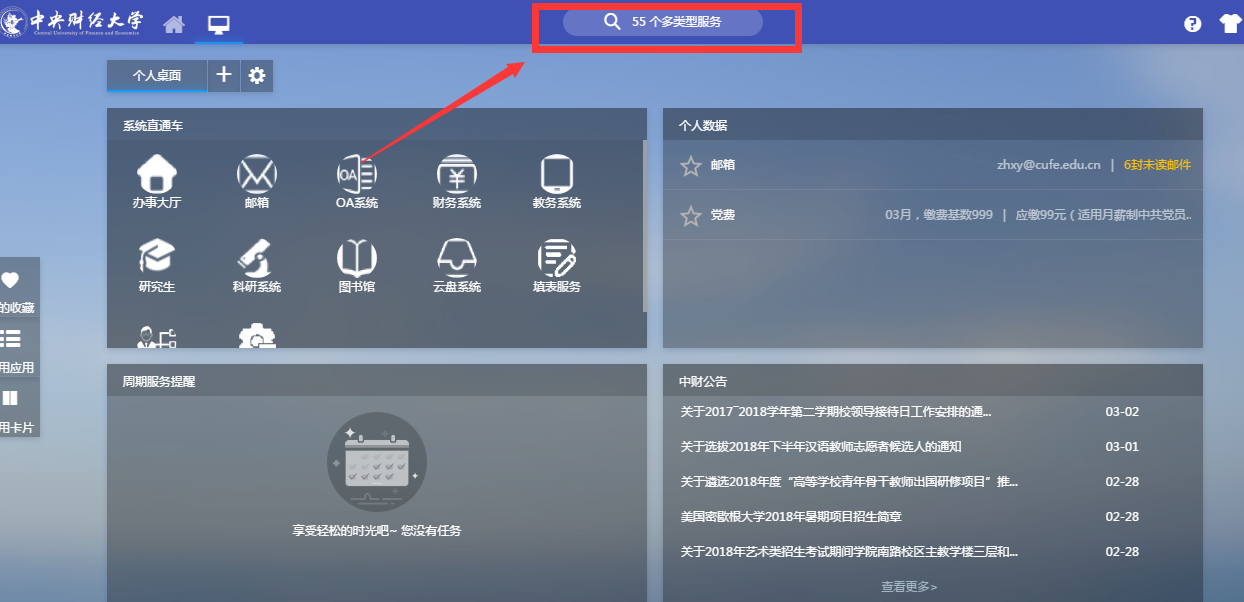 中央财经大学
Central University of Finance and Economics
55 个多类型服务
个人桌面
系统直通车
办事大厅
邮箱
OA
OA系统
财务系统
教务系统
研究生
科研系统
图书馆
云盘系统
填表服务
个人数据
邮箱
zhxy@cufe.edu.cn | 6封未读邮件
党费
03月，缴费基数999 | 应缴99元 ( 适用月薪制中共党员..
的收藏
用应用
用卡片
周期服务提醒
享受轻松的时光吧~ 您没有任务
中财公告
关于2017~2018学年第二学期校领导接待日工作安排的通... 03-02
关于选拔2018年下半年汉语教师志愿者候选人的通知 03-01
关于遴选2018年度“高等学校青年骨干教师出国研修项目”推... 02-28
美国密歇根大学2018年暑期项目招生简章 02-28
关于2018年艺术类招生考试期间学院南路校区主教学楼三层和... 02-28
查看更多>